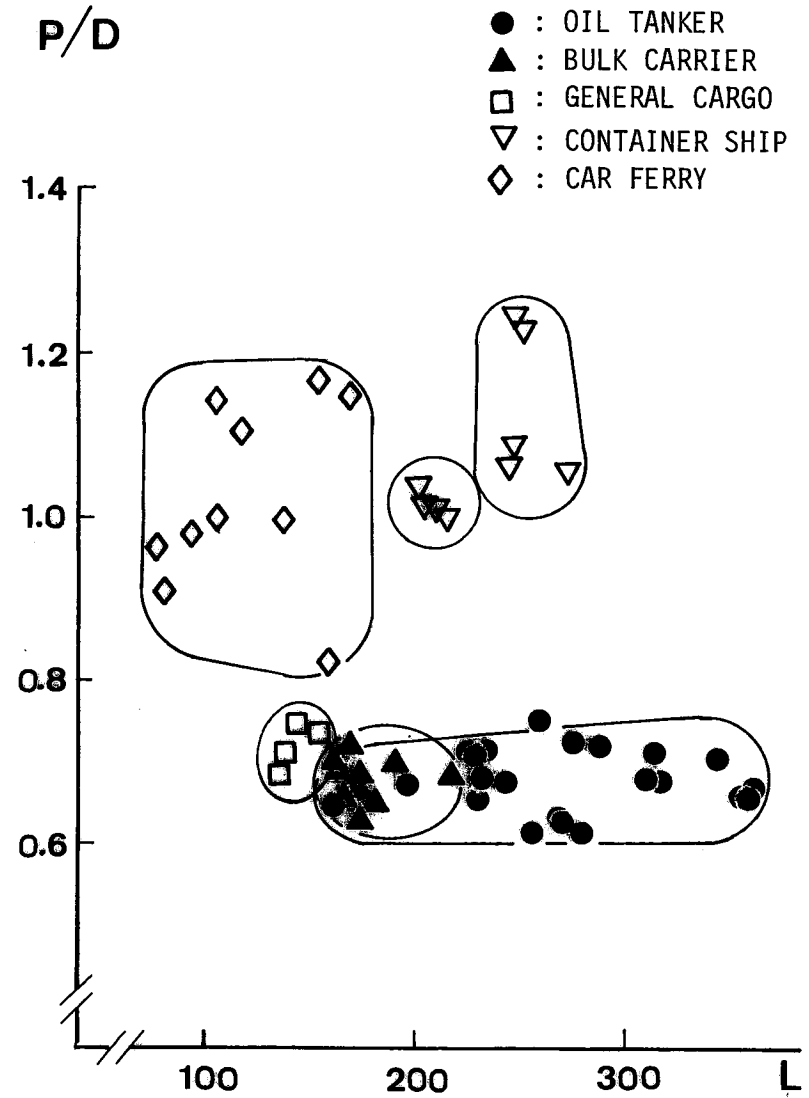 P/D
● : OIL TANKER
▲ : BULK CARRIER
□ : GENERAL CARGO
▽ : CONTAINER SHIP
◇ : CAR FERRY
1.4
1.2
1.0
0.8
0.6
100 200 300 L